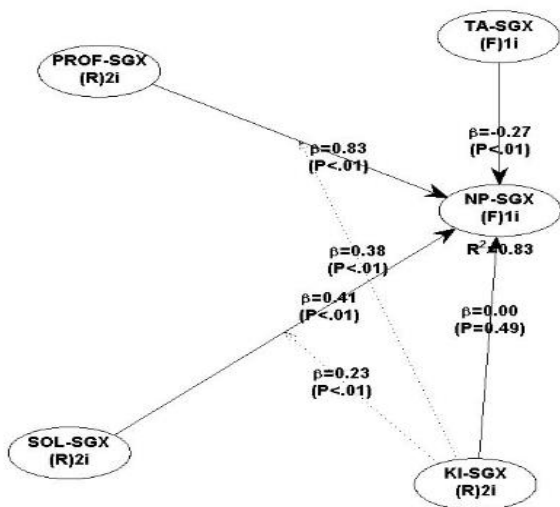 TA-SGX
(F)1i
PROF-SGX
(R)2i
β=-0.27
(P<.01)
β=0.83
(P<.01)
NP-SGX
(F)1i
R²=0.83
β=0.38
(P<.01)
β=0.41
(P<.01)
β=0.00
(P=0.49)
β=0.23
(P<.01)
SOL-SGX
(R)2i
KI-SGX
(R)2i